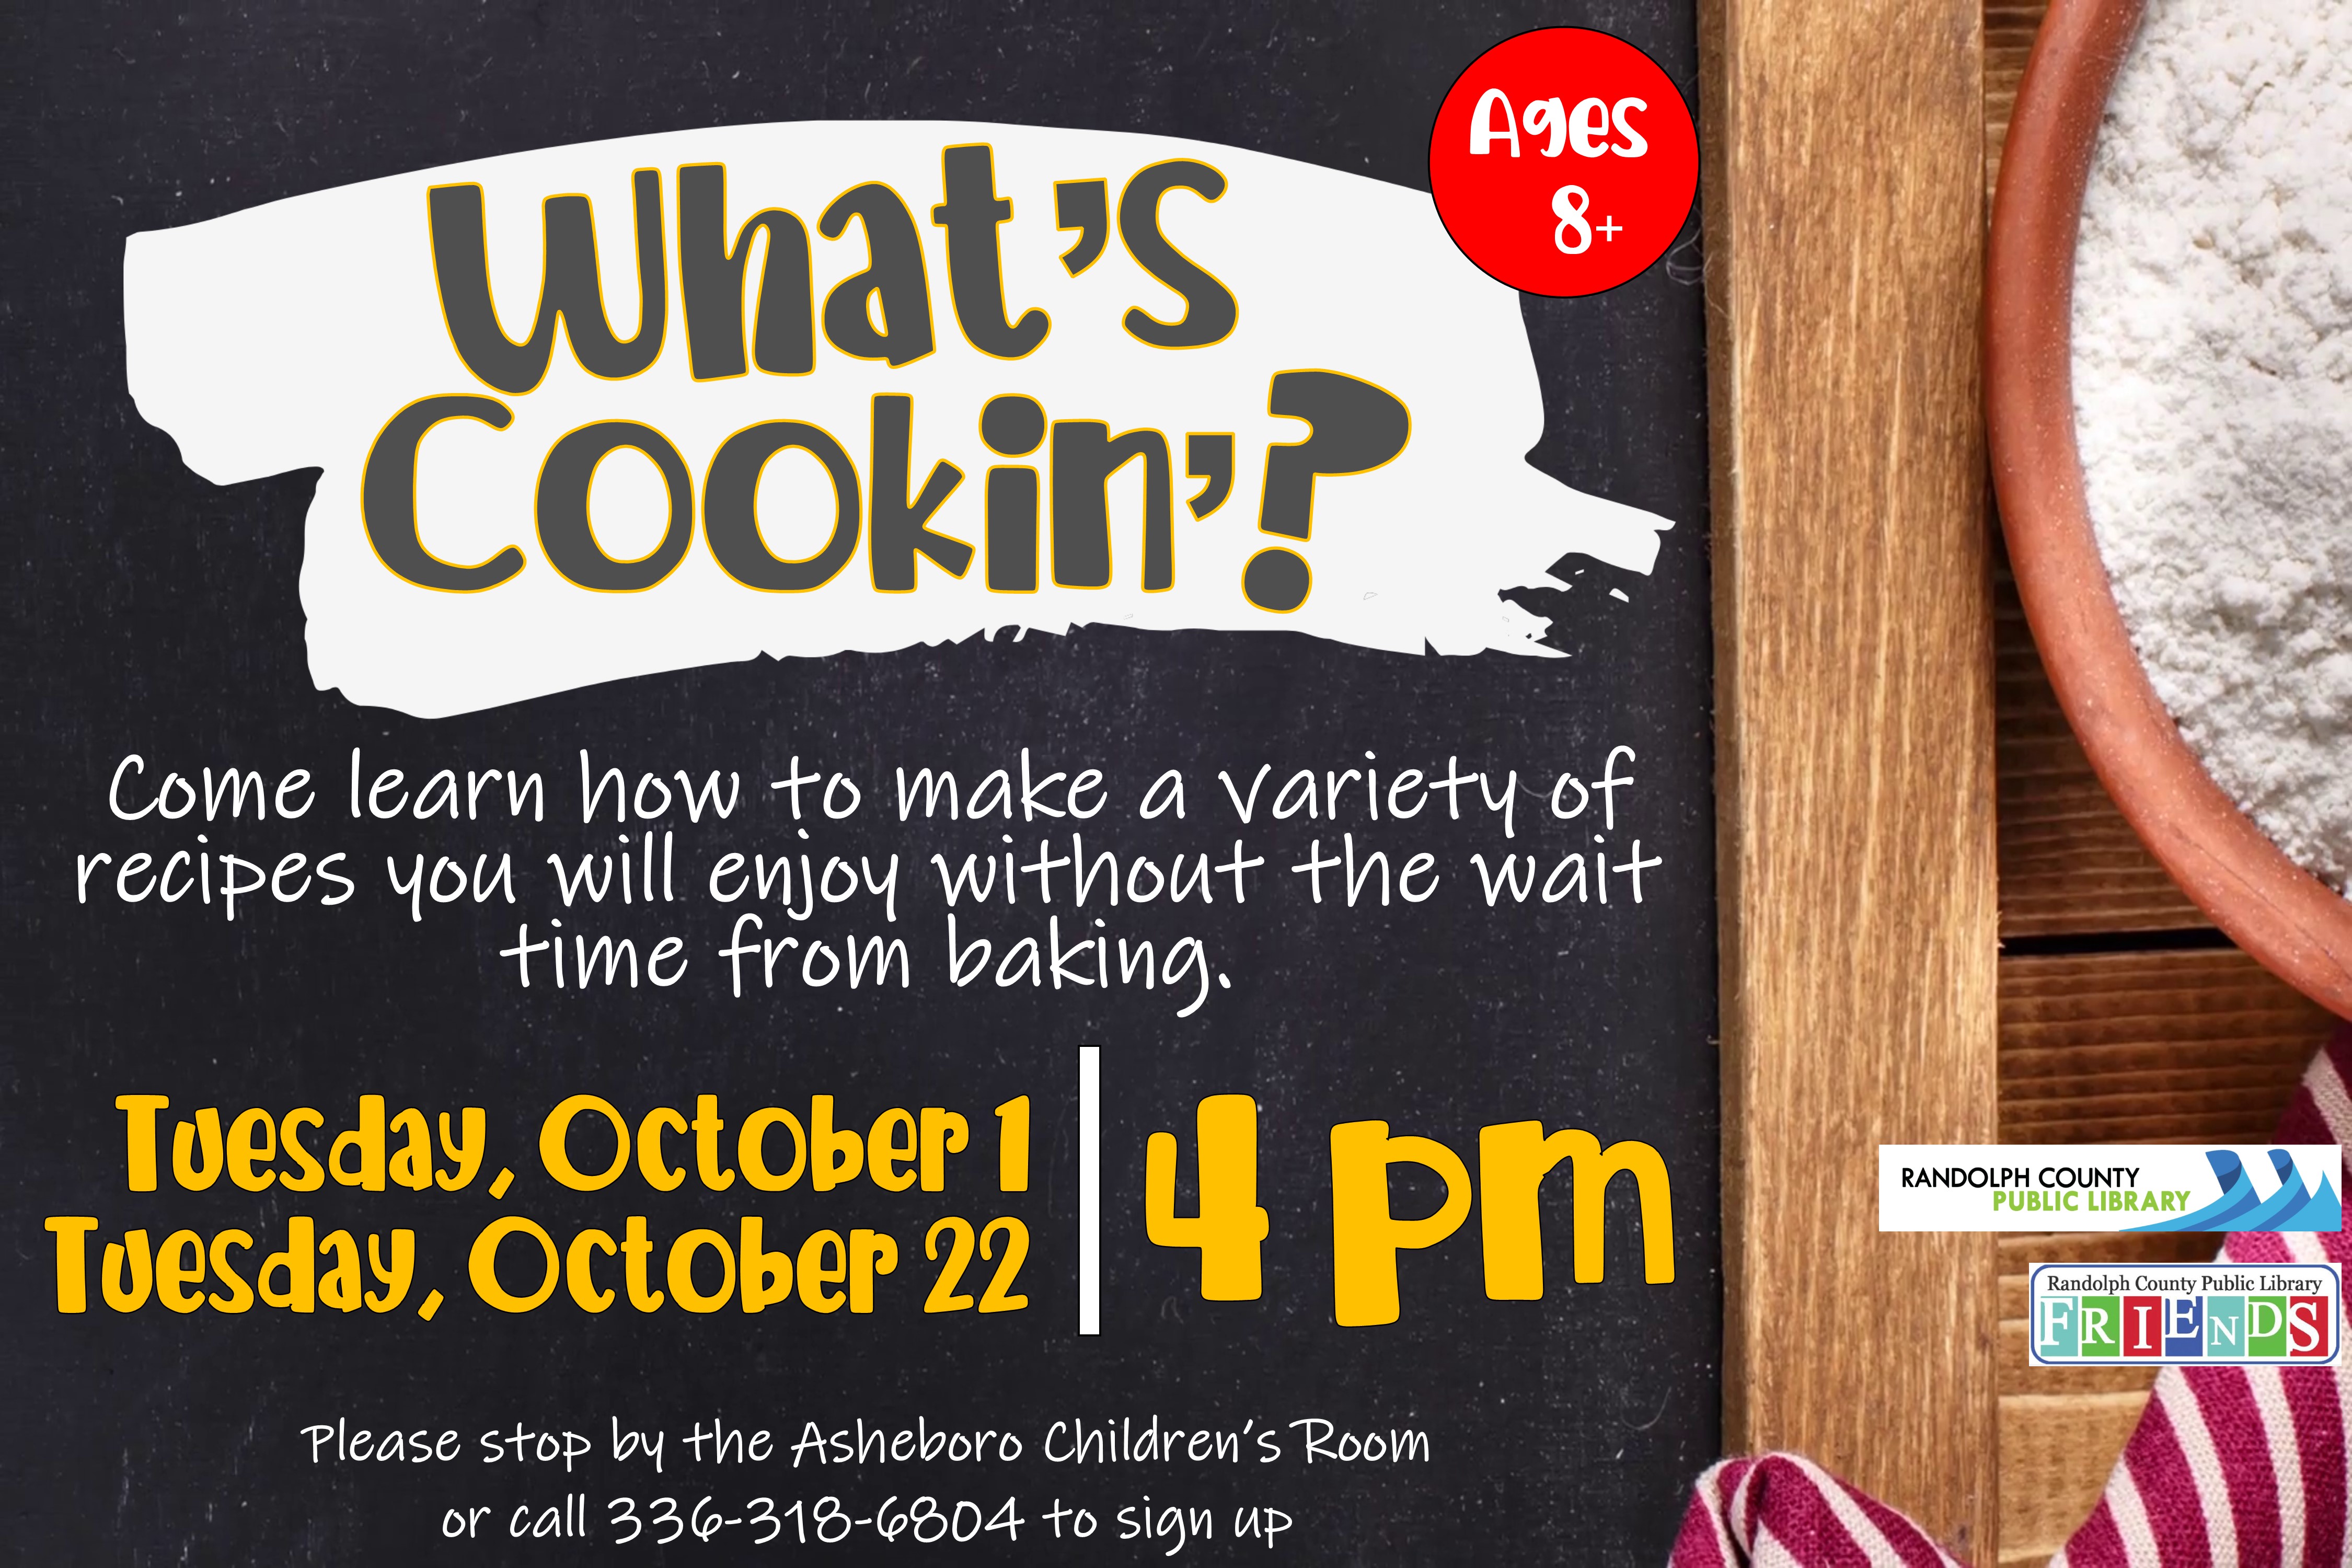 Ages
8+
What's
Cookin'?
Come learn how to make a variety of
recipes you will enjoy without the wait
time from baking.
Tuesday, October 1
Tuesday, October 22
4 pm
RANDOLPH COUNTY
PUBLIC LIBRARY
Randolph County Public Library
FRIENDS
Please stop by the Asheboro Children's Room
or call 336-318-6804 to sign up